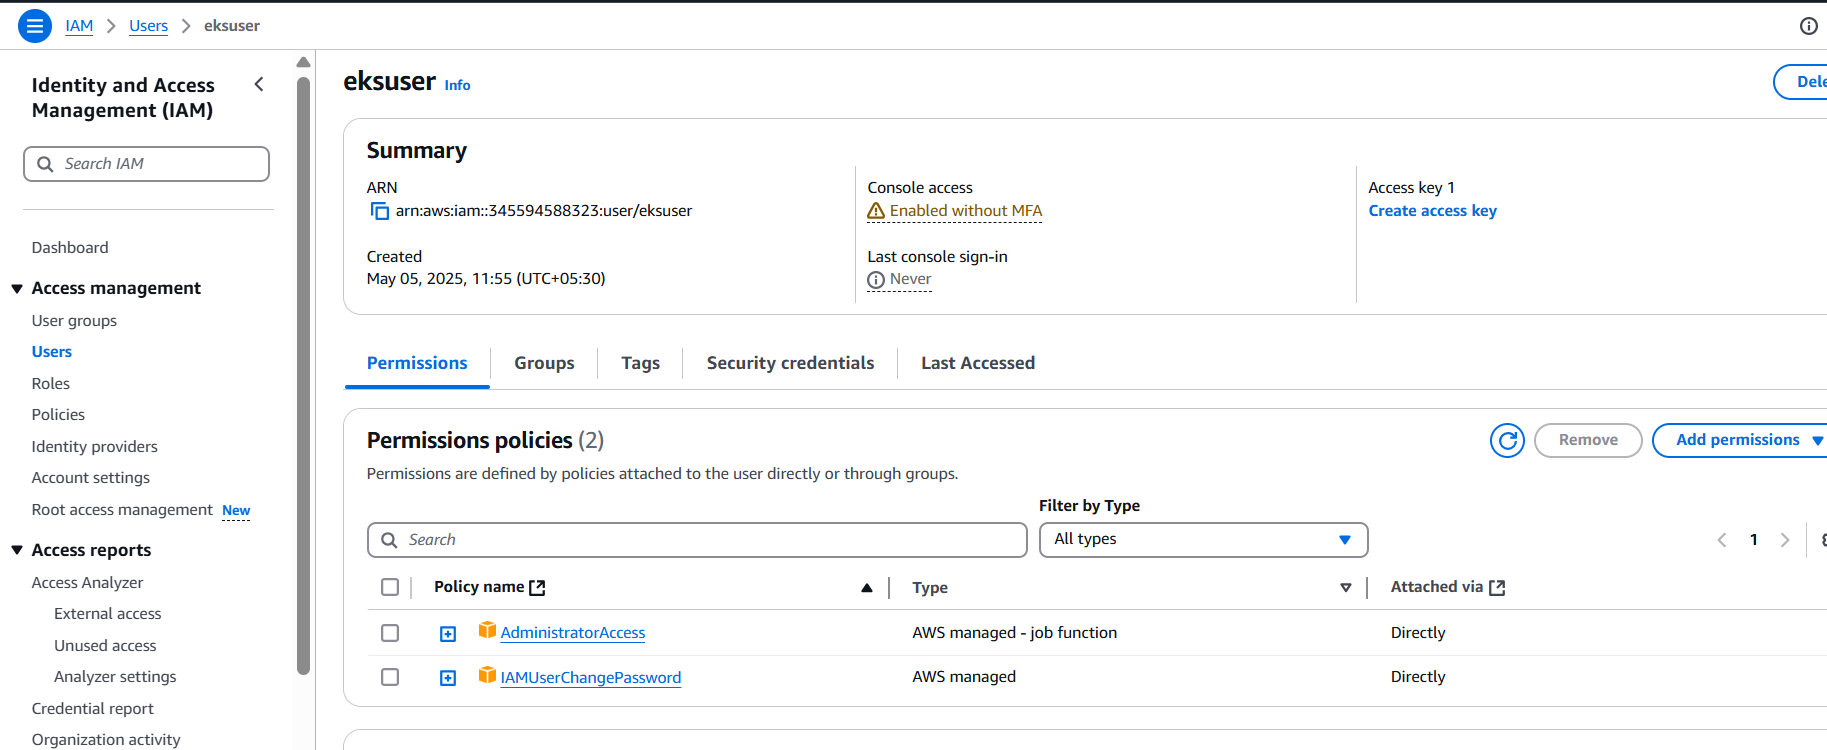 IAM > Users > eksuser
Identity and Access
Management (IAM)
Search IAM
Dashboard
Access management
User groups
Users
Roles
Policies
Identity providers
Account settings
Root access management New
Access reports
Access Analyzer
External access
Unused access
Analyzer settings
Credential report
Organization activity
eksuser Info
Summary
ARN
arn:aws:iam::345594588323:user/eksuser
Created
May 05, 2025, 11:55 (UTC+05:30)
Console access
Enabled without MFA
Last console sign-in
Never
Access key 1
Create access key
Permissions Groups Tags Security credentials Last Accessed
Permissions policies (2)
Remove
Add permissions
Permissions are defined by policies attached to the user directly or through groups.
Filter by Type
Search
All types
1
Policy name Type Attached via
AdministratorAccess AWS managed - job function Directly
IAMUserChangePassword AWS managed Directly